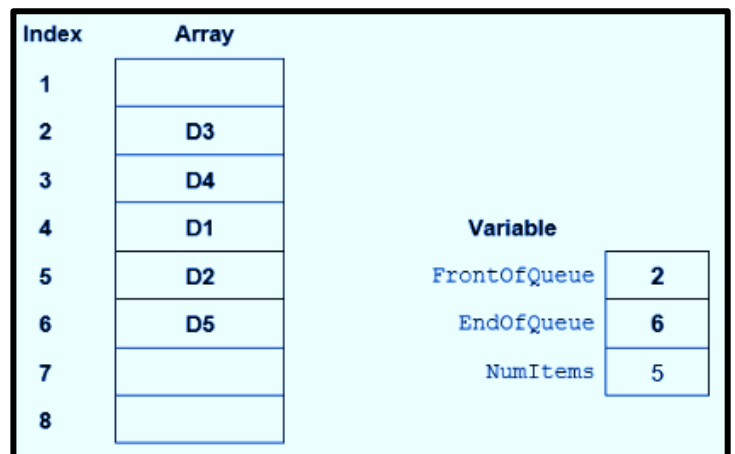 Index Array
1
2 D3
3 D4
4 D1 Variable
5 D2 FrontOfQueue 2
6 D5 EndOfQueue 6
7 NumItems 5
8